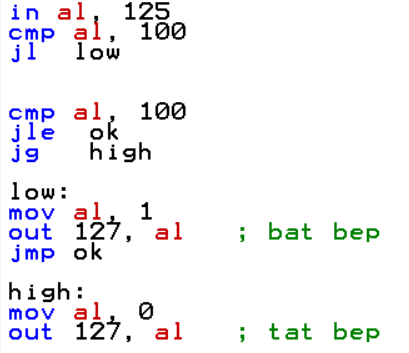 in al, 125
cmp al, 100
jl low
cmp al, 100
jle ok
jg high
low:
mov al, 1
out 127, al ; bat bep
jmp ok
high:
mov al, 0
out 127, al ; tat bep